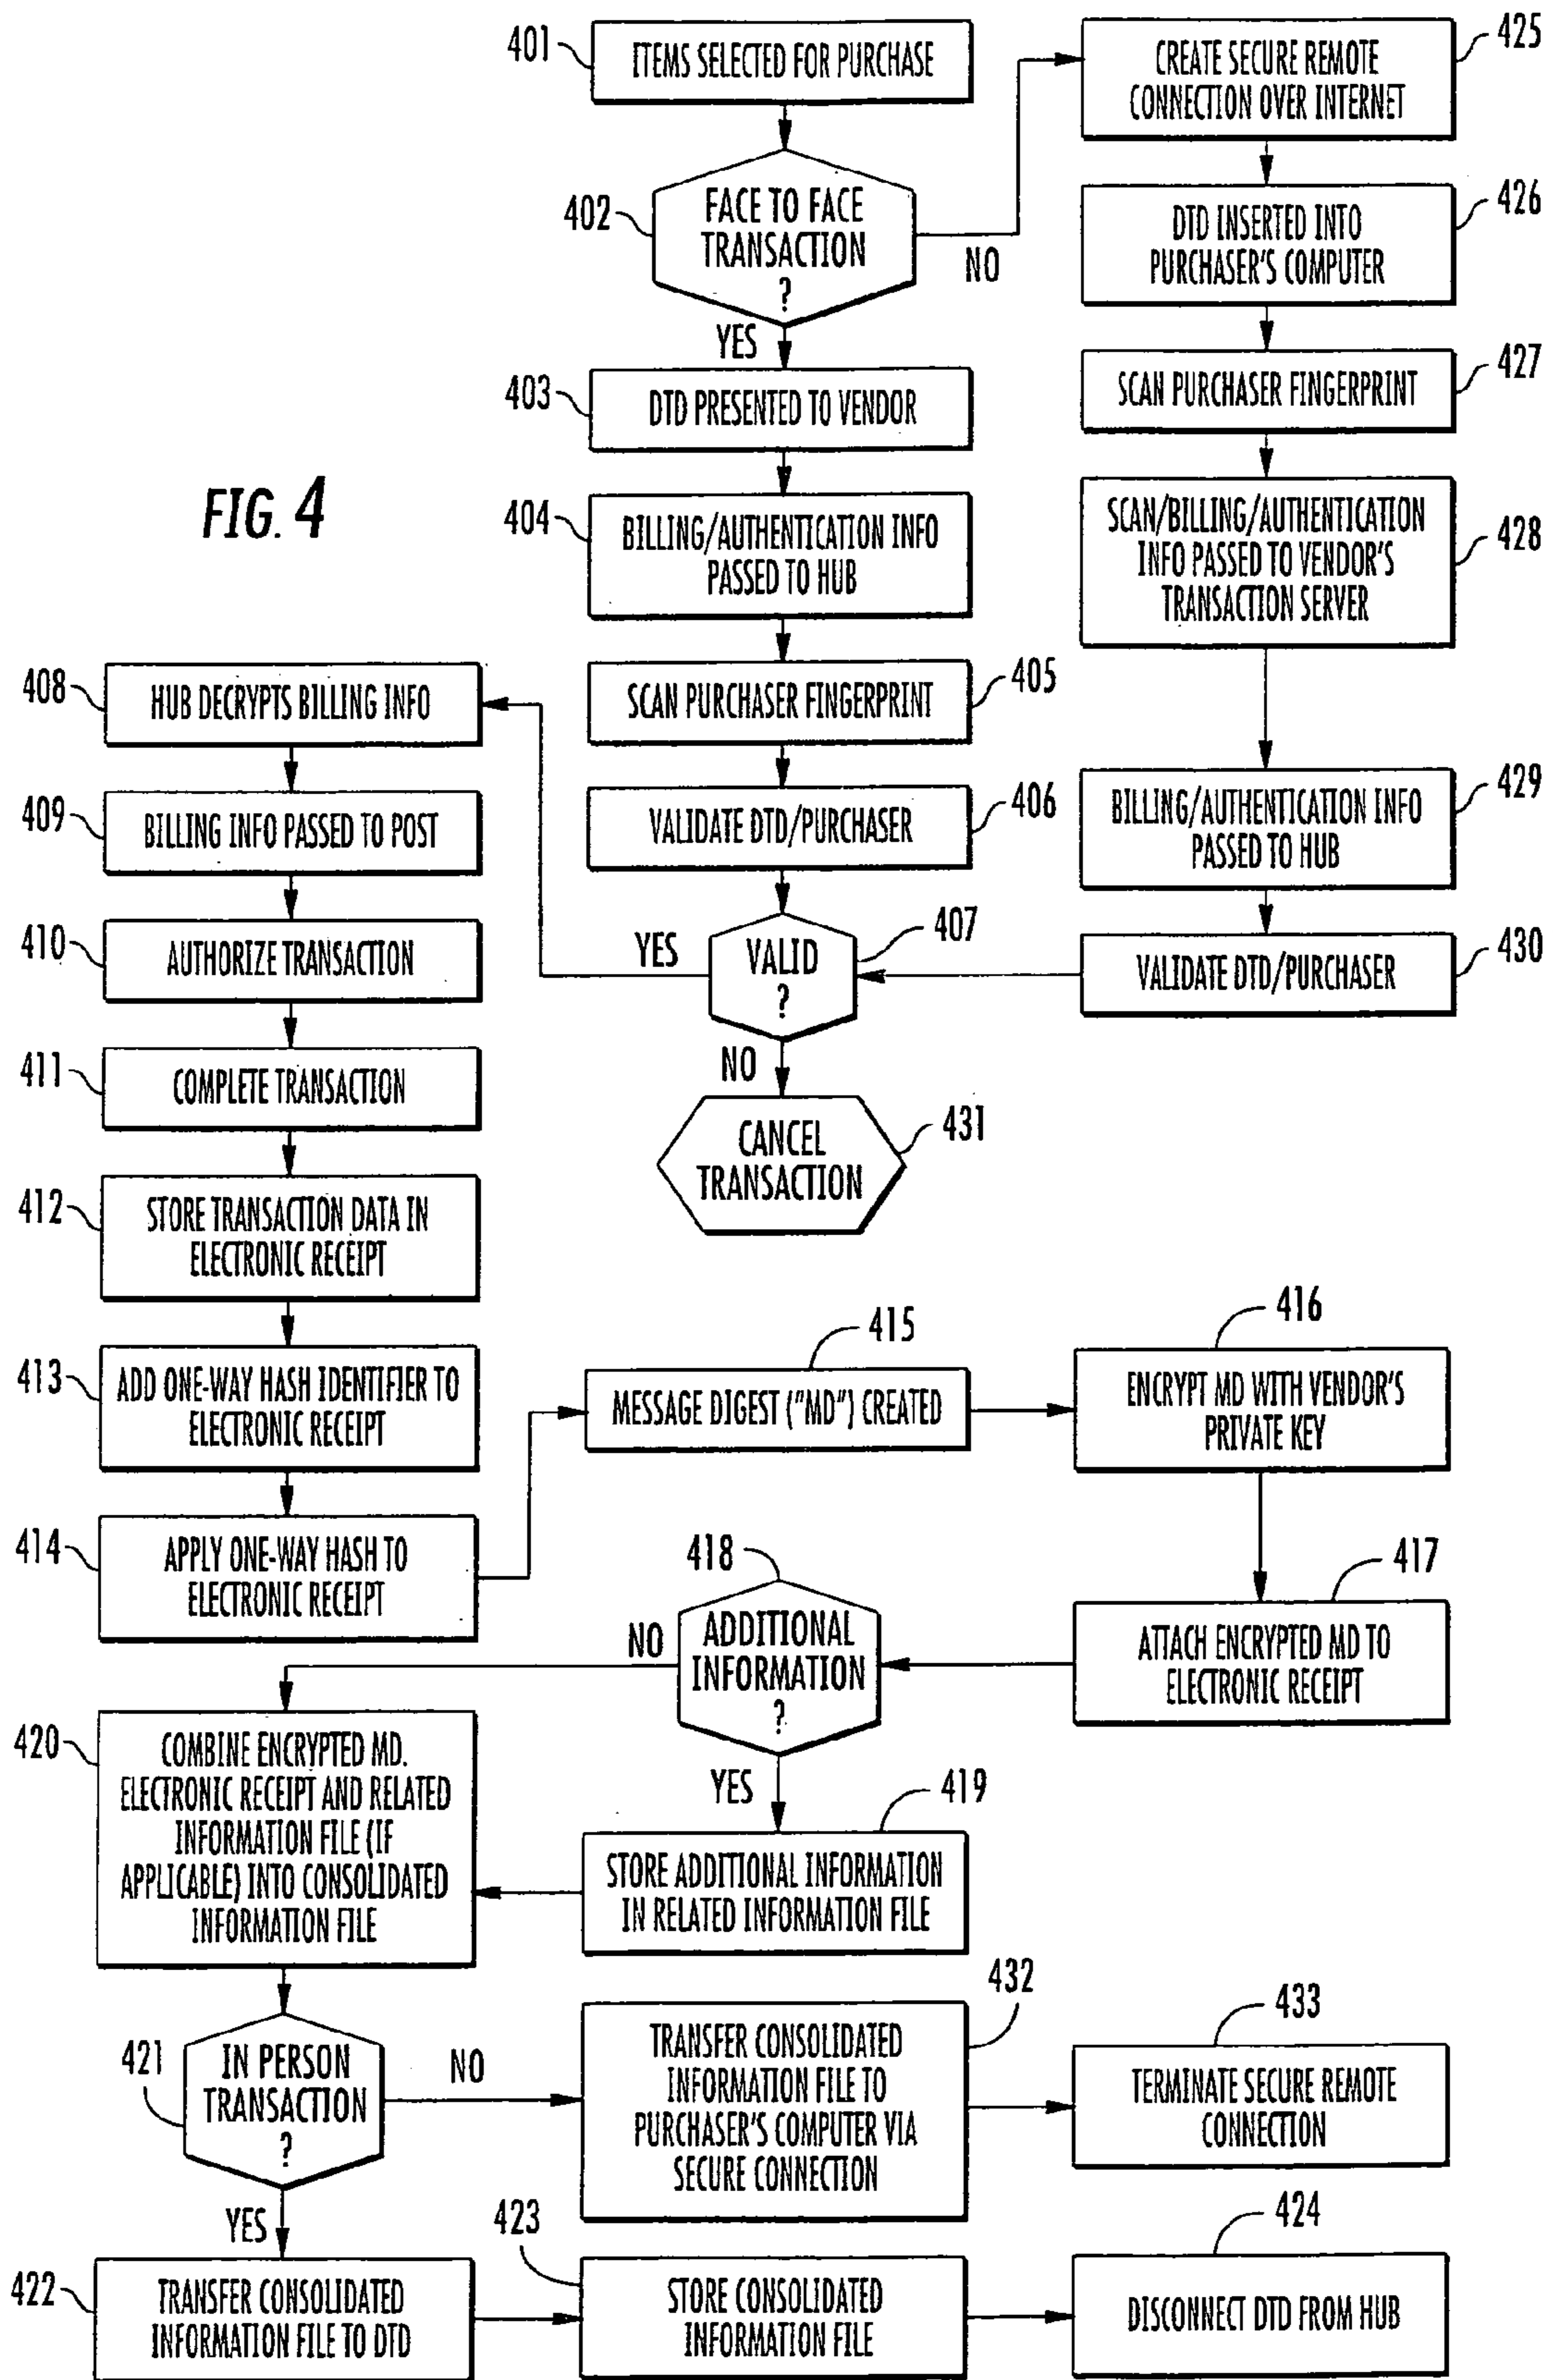 401
ITEMS SELECTED FOR PURCHASE
402
FACE TO FACE
TRANSACTION
?
NO
YES
403
DTD PRESENTED TO VENDOR
404
BILLING/AUTHENTICATION INFO
PASSED TO HUB
SCAN PURCHASER FINGERPRINT
405
VALIDATE DTD/PURCHASER
406
VALID
?
407
YES
NO
CANCEL
TRANSACTION
431
CREATE SECURE REMOTE
CONNECTION OVER INTERNET
425
DTD INSERTED INTO
PURCHASER'S COMPUTER
426
SCAN PURCHASER FINGERPRINT
427
SCAN/BILLING/AUTHENTICATION
INFO PASSED TO VENDOR'S
TRANSACTION SERVER
428
BILLING/AUTHENTICATION INFO
PASSED TO HUB
429
VALIDATE DTD/PURCHASER
430
FIG. 4
408
HUB DECRYPTS BILLING INFO
409
BILLING INFO PASSED TO POST
410
AUTHORIZE TRANSACTION
411
COMPLETE TRANSACTION
412
STORE TRANSACTION DATA IN
ELECTRONIC RECEIPT
413
ADD ONE-WAY HASH IDENTIFIER TO
ELECTRONIC RECEIPT
414
APPLY ONE-WAY HASH TO
ELECTRONIC RECEIPT
415
MESSAGE DIGEST ("MD") CREATED
416
ENCRYPT MD WITH VENDOR'S
PRIVATE KEY
417
ATTACH ENCRYPTED MD TO
ELECTRONIC RECEIPT
418
ADDITIONAL
INFORMATION
?
NO
YES
419
STORE ADDITIONAL INFORMATION
IN RELATED INFORMATION FILE
420
COMBINE ENCRYPTED MD.
ELECTRONIC RECEIPT AND RELATED
INFORMATION FILE (IF
APPLICABLE) INTO CONSOLIDATED
INFORMATION FILE
421
IN PERSON
TRANSACTION
?
NO
YES
432
TRANSFER CONSOLIDATED
INFORMATION FILE TO
PURCHASER'S COMPUTER VIA
SECURE CONNECTION
433
TERMINATE SECURE REMOTE
CONNECTION
422
TRANSFER CONSOLIDATED
INFORMATION FILE TO DTD
423
STORE CONSOLIDATED
INFORMATION FILE
424
DISCONNECT DTD FROM HUB